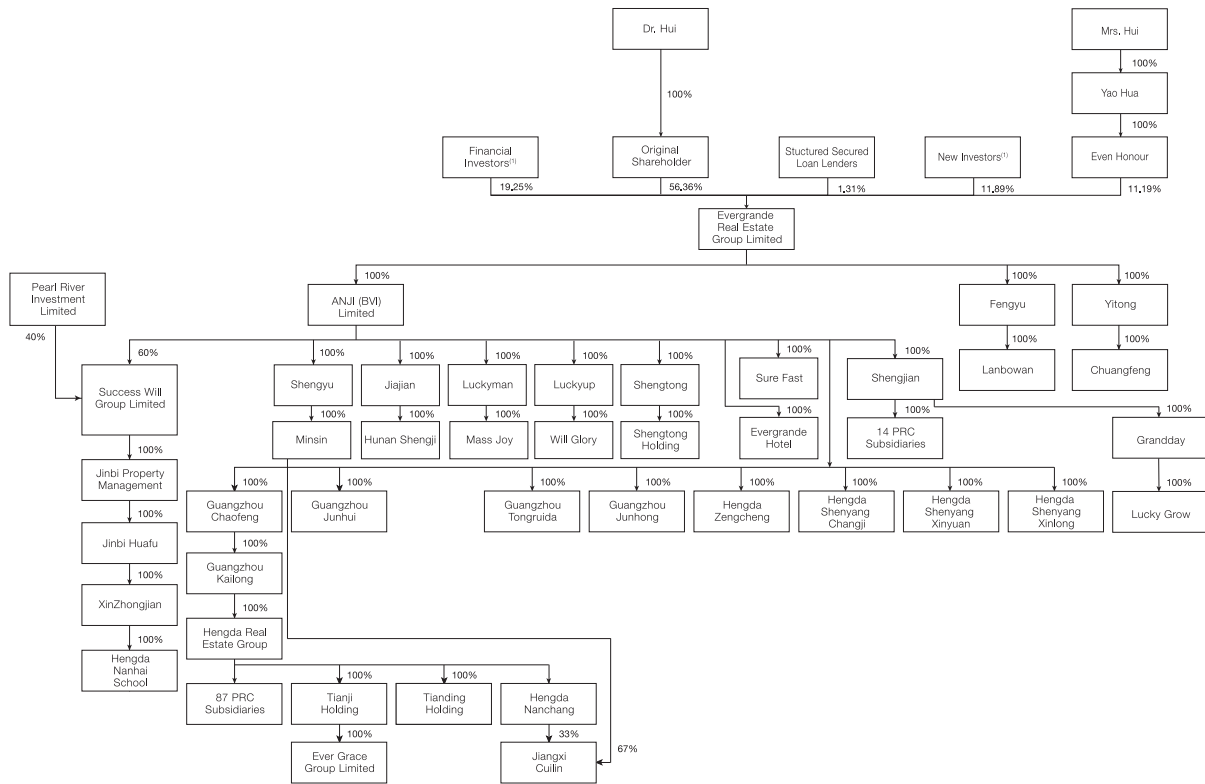 Dr. Hui
Mrs. Hui
100%
100%
Yao Hua
100%
Financial
Investors(1)
Original
Shareholder
Stuctured Secured
Loan Lenders
New Investors(1)
Even Honour
19.25%
56.36%
1.31%
11.89%
11.19%
Evergrande
Real Estate
Group Limited
100%
100%
100%
Pearl River
Investment
Limited
ANJI (BVI)
Limited
Fengyu
Yitong
40%
60%
100%
100%
100%
100%
100%
100%
100%
100%
100%
Success Will
Group Limited
Shengyu
Jiajian
Luckyman
Luckyup
Shengtong
Sure Fast
Shengjian
Lanbowan
Chuangfeng
100%
100%
100%
100%
100%
100%
100%
100%
Minsin
Hunan Shengji
Mass Joy
Will Glory
Shengtong
Holding
Evergrande
Hotel
14 PRC
Subsidiaries
Grandday
100%
Jinbi Property
Management
100%
100%
100%
100%
100%
100%
100%
100%
100%
Guangzhou
Chaofeng
Guangzhou
Junhui
Guangzhou
Tongruida
Guangzhou
Junhong
Hengda
Zengcheng
Hengda
Shenyang
Changji
Hengda
Shenyang
Xinyuan
Hengda
Shenyang
Xinlong
Lucky Grow
100%
Jinbi Huafu
100%
Guangzhou
Kailong
100%
XinZhongjian
100%
Hengda Real
Estate Group
100%
Hengda
Nanhai
School
100%
100%
100%
100%
87 PRC
Subsidiaries
Tianji
Holding
Tianding
Holding
Hengda
Nanchang
100%
33%
67%
Ever Grace
Group Limited
Jiangxi
Cuilin